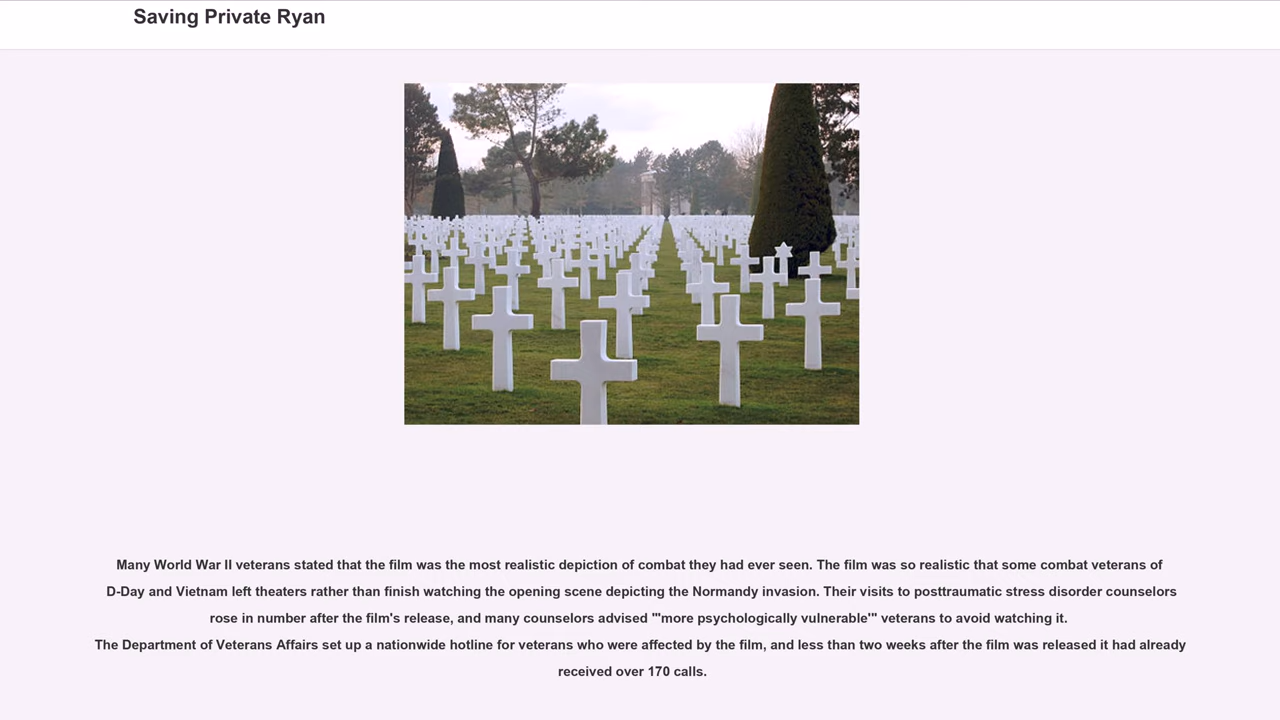 Saving Private Ryan
Many World War II veterans stated that the film was the most realistic depiction of combat they had ever seen. The film was so realistic that some combat veterans of
D-Day and Vietnam left theaters rather than finish watching the opening scene depicting the Normandy invasion. Their visits to posttraumatic stress disorder counselors
rose in number after the film's release, and many counselors advised "'more psychologically vulnerable'" veterans to avoid watching it.
The Department of Veterans Affairs set up a nationwide hotline for veterans who were affected by the film, and less than two weeks after the film was released it had already
received over 170 calls.